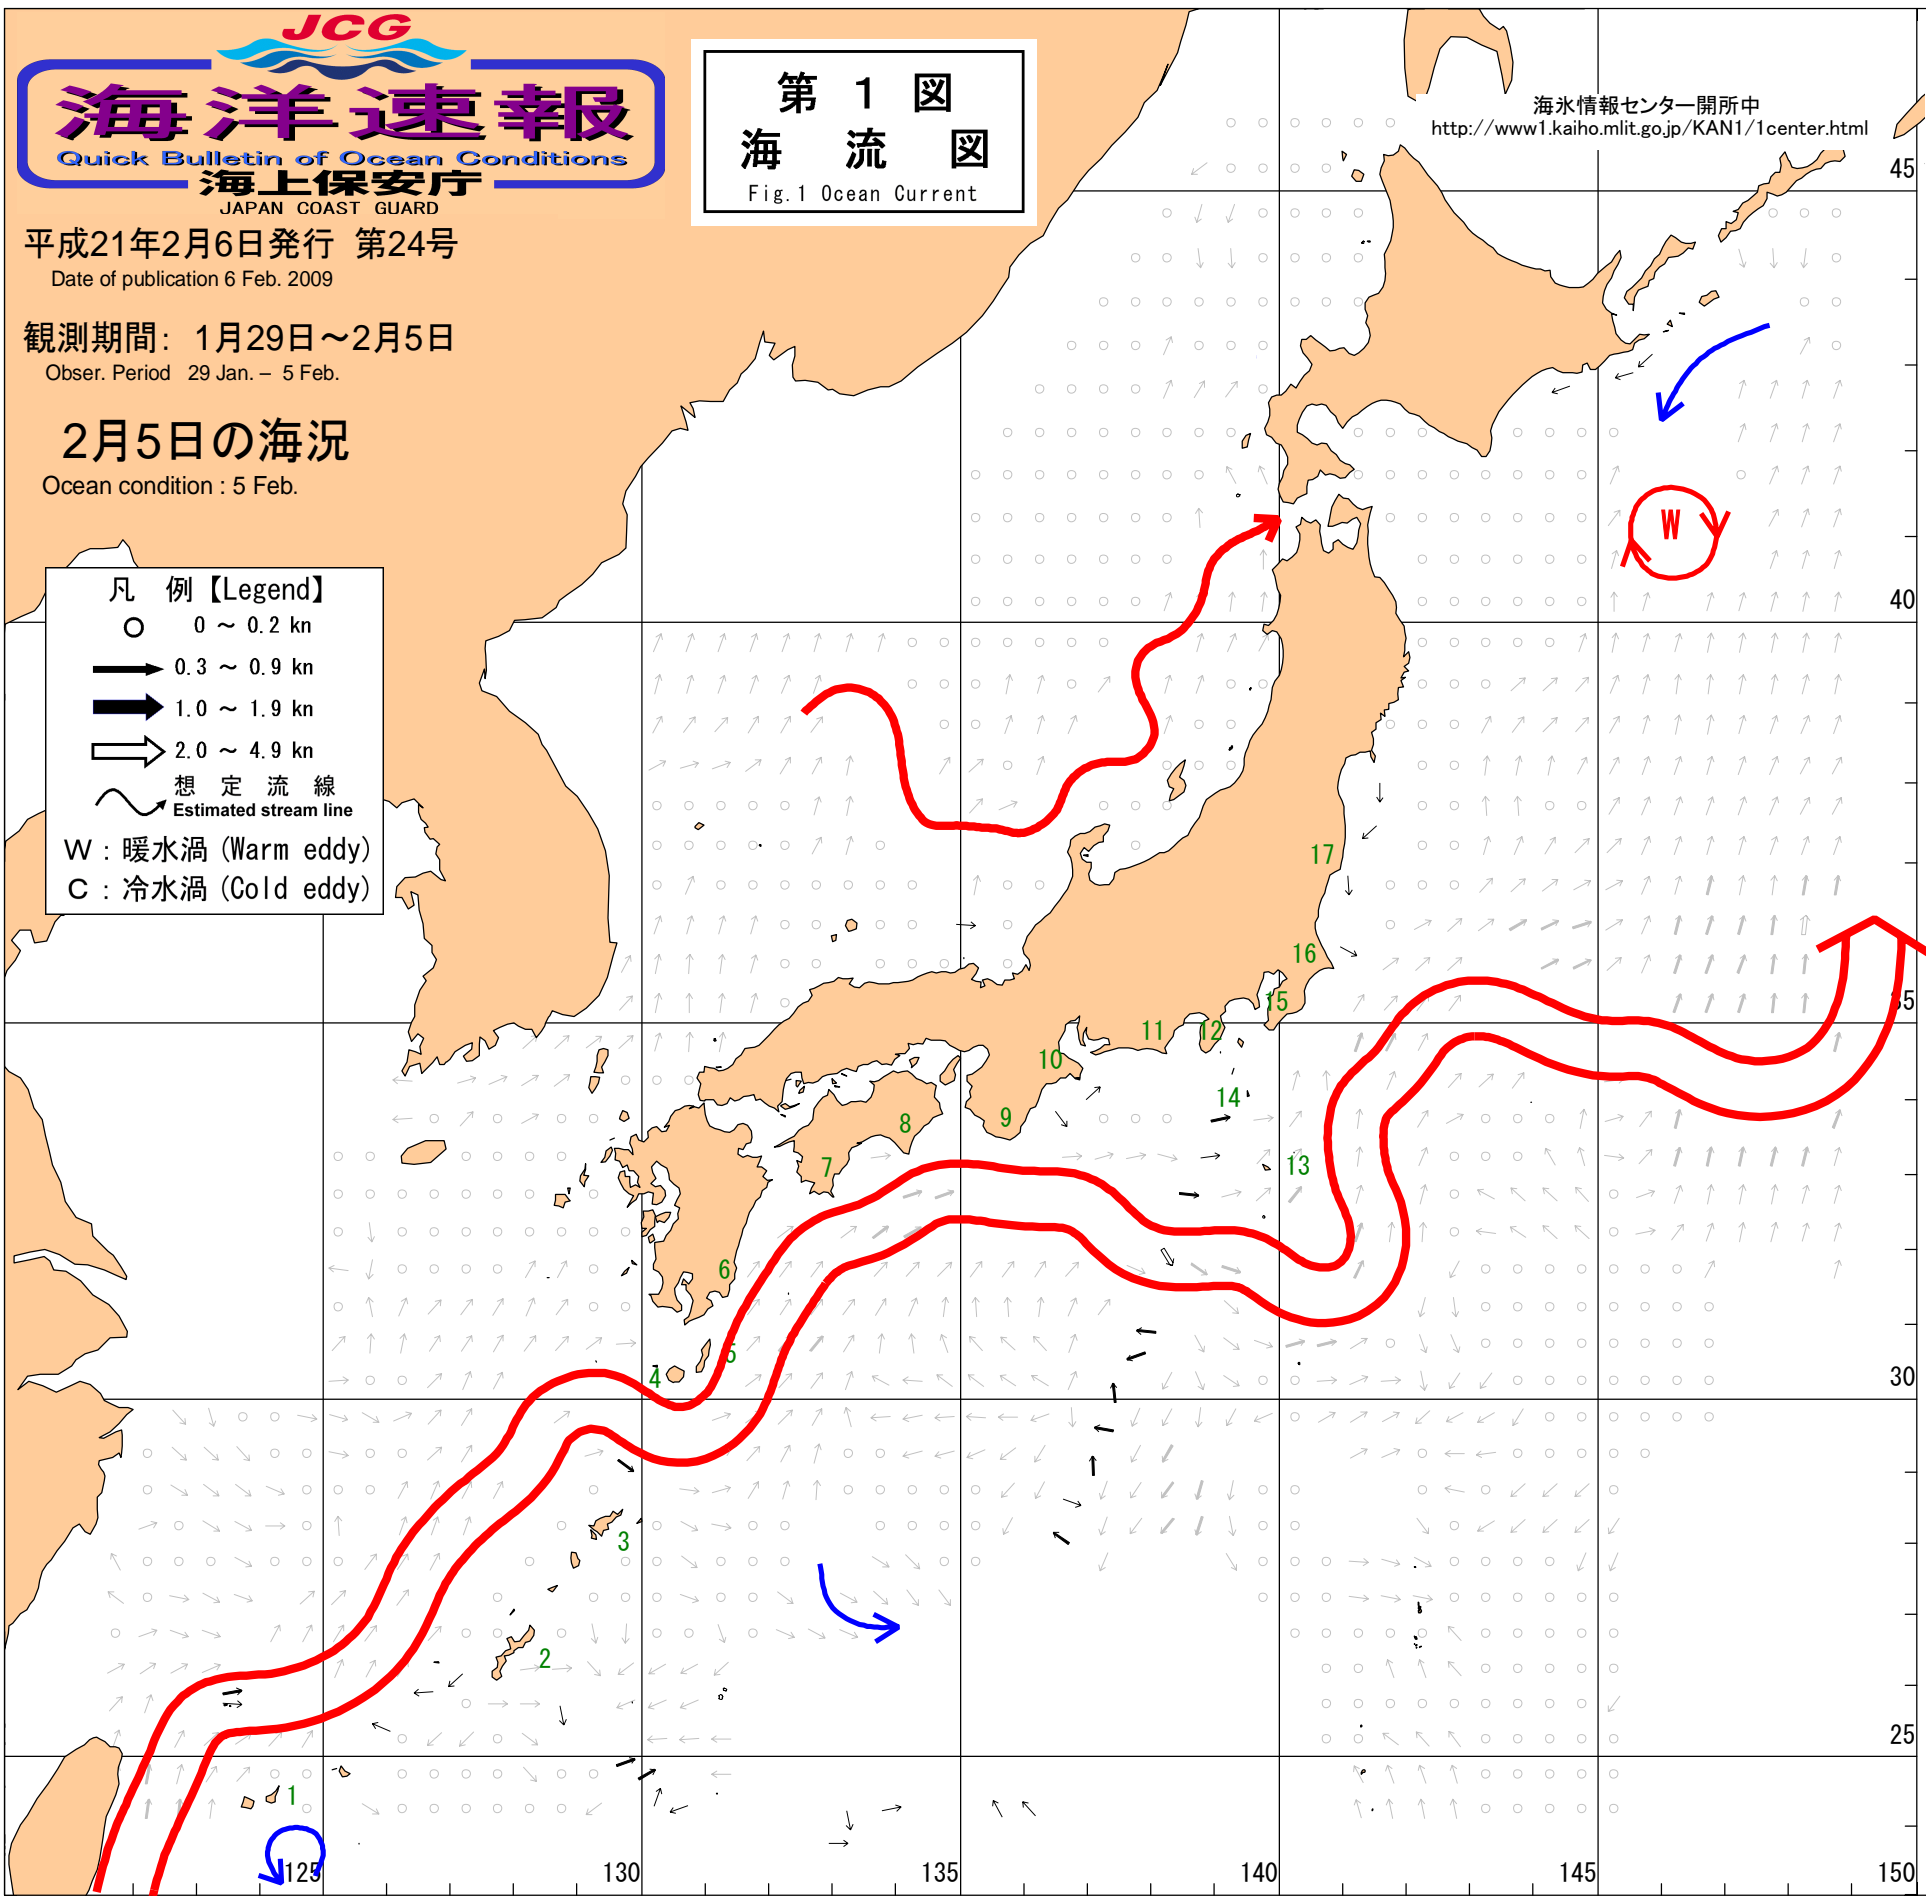 JCG
海洋速報
Quick Bulletin of Ocean Conditions
海上保安庁
JAPAN COAST GUARD
平成21年2月6日発行 第24号
Date of publication 6 Feb. 2009
観測期間: 1月29日～2月5日
Obser. Period 29 Jan. – 5 Feb.
2月5日の海況
Ocean condition : 5 Feb.
第 1 図
海 流 図
Fig.1 Ocean Current
海氷情報センター開所中
http://www1.kaiho.mlit.go.jp/KAN1/1center.html
凡 例【Legend】
0 ～ 0.2 kn
0.3 ～ 0.9 kn
1.0 ～ 1.9 kn
2.0 ～ 4.9 kn
想 定 流 線
Estimated stream line
W : 暖水渦 (Warm eddy)
C : 冷水渦 (Cold eddy)
45
W
40
17
16
15
35
12
11
10
14
9
8
13
7
6
5
4
30
3
2
25
1
125
130
135
140
145
150